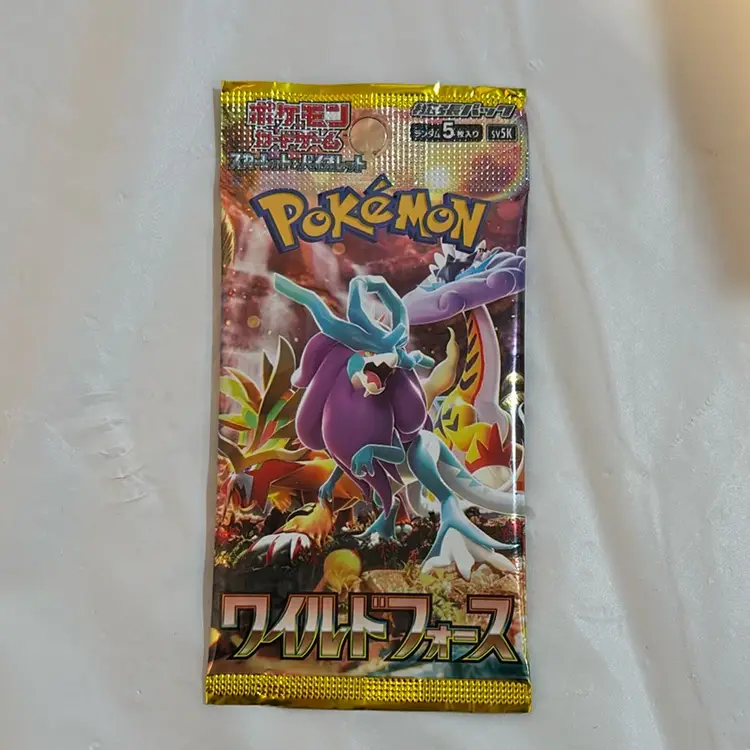 ポケモン
カードゲーム
スカーレット&バイオレット
拡張パック
ランダム5枚入り
sv5K
POKéMON
TM
ワイルドフォース